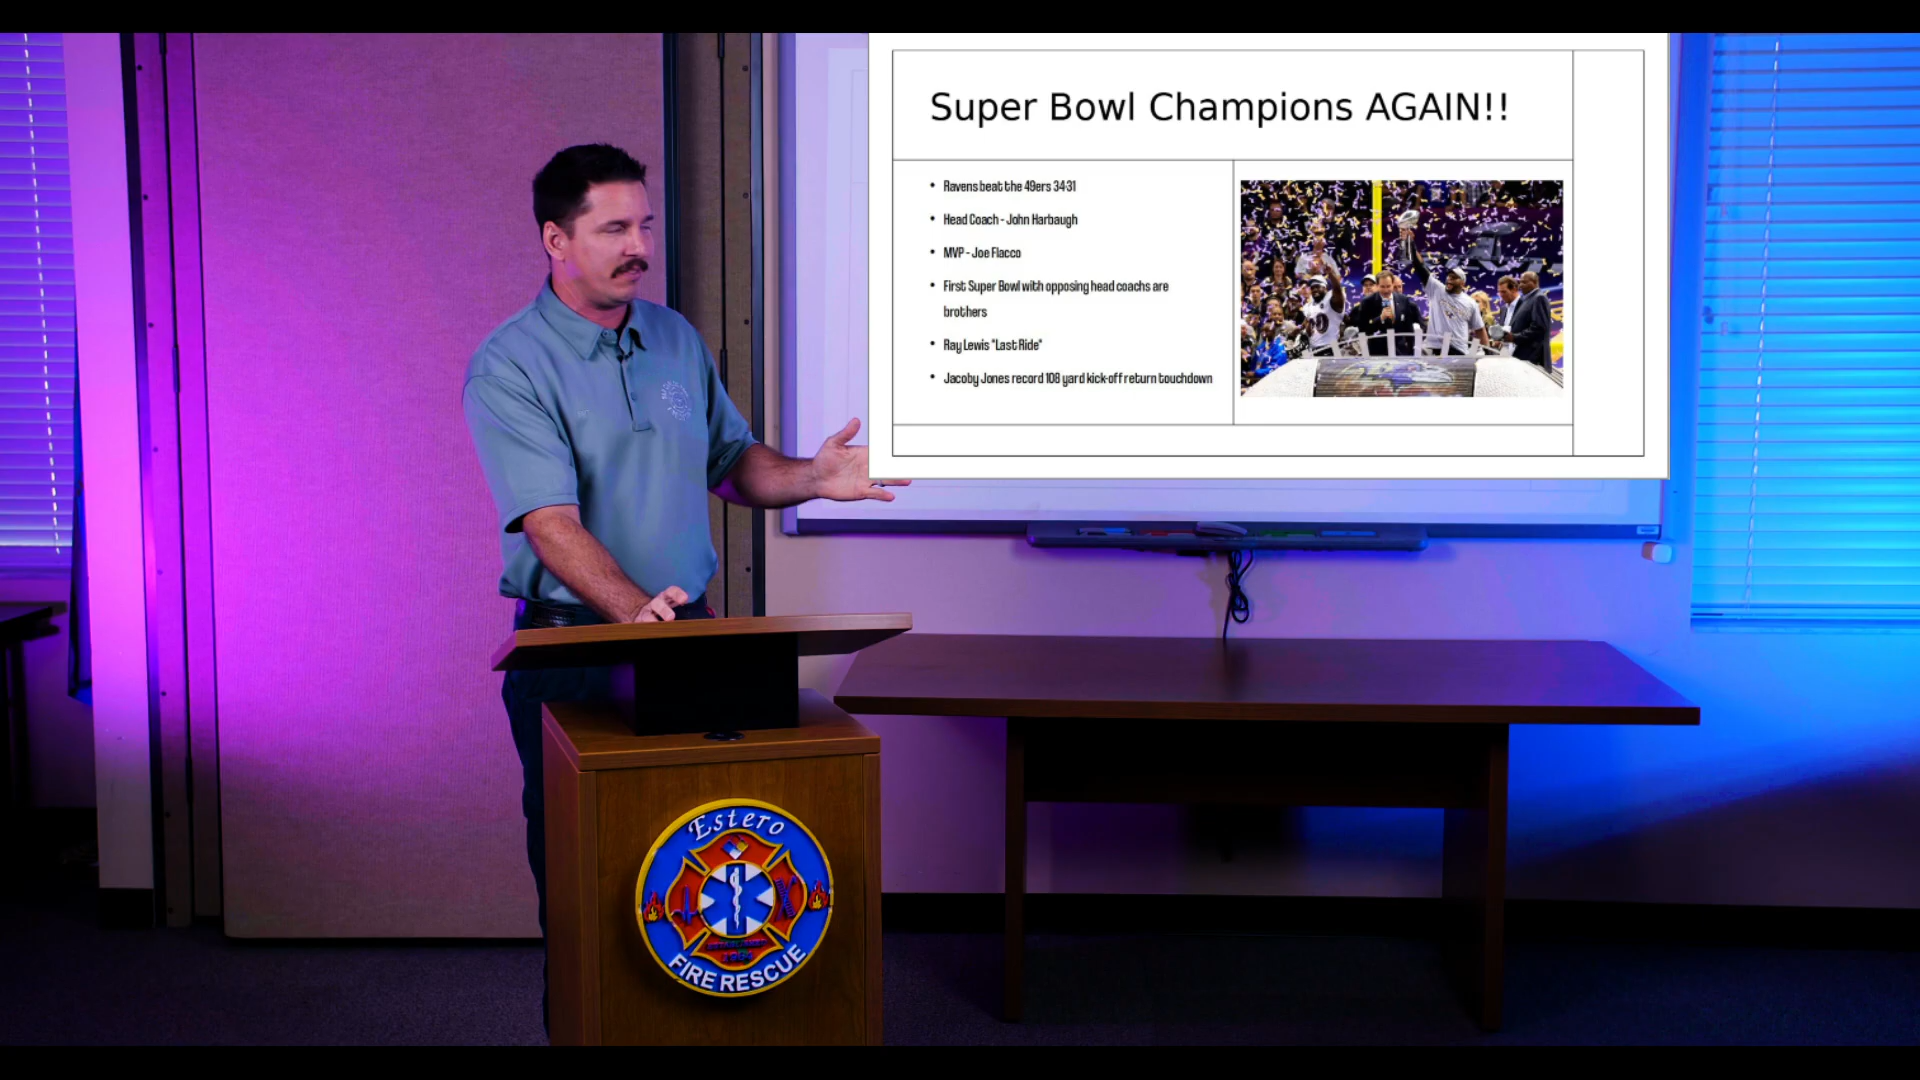 Super Bowl Champions AGAIN!!
• Ravens beat the 49ers 34-31
• Head Coach - John Harbaugh
• MVP - Joe Flacco
• First Super Bowl with opposing head coachs are
brothers
• Ray Lewis "Last Ride"
• Jacoby Jones record 108 yard kick-off return touchdown
Estero
FIRE RESCUE